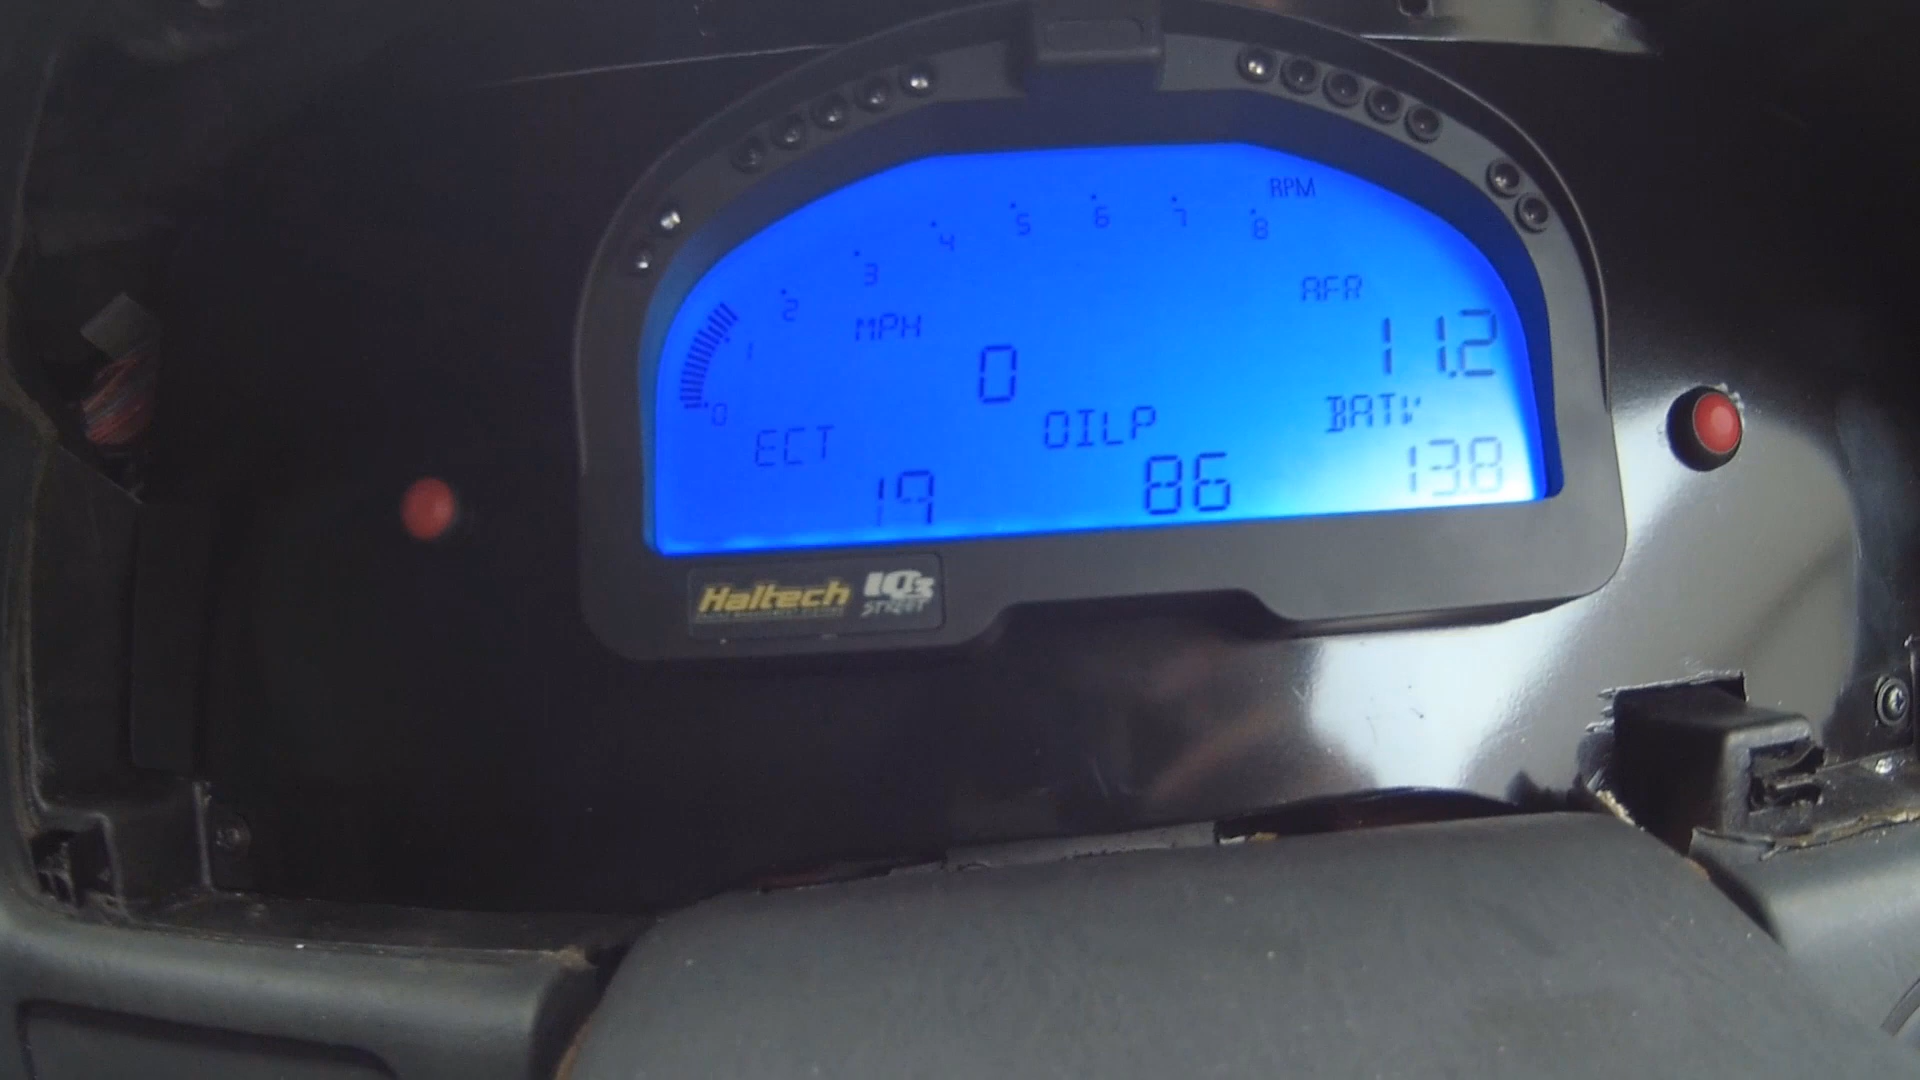 RPM
0 1 2 3 4 5 6 7 8
MPH
0
AFR
11.2
ECT
19
OILP
86
BATV
13.8
Haltech IQ3
STREET